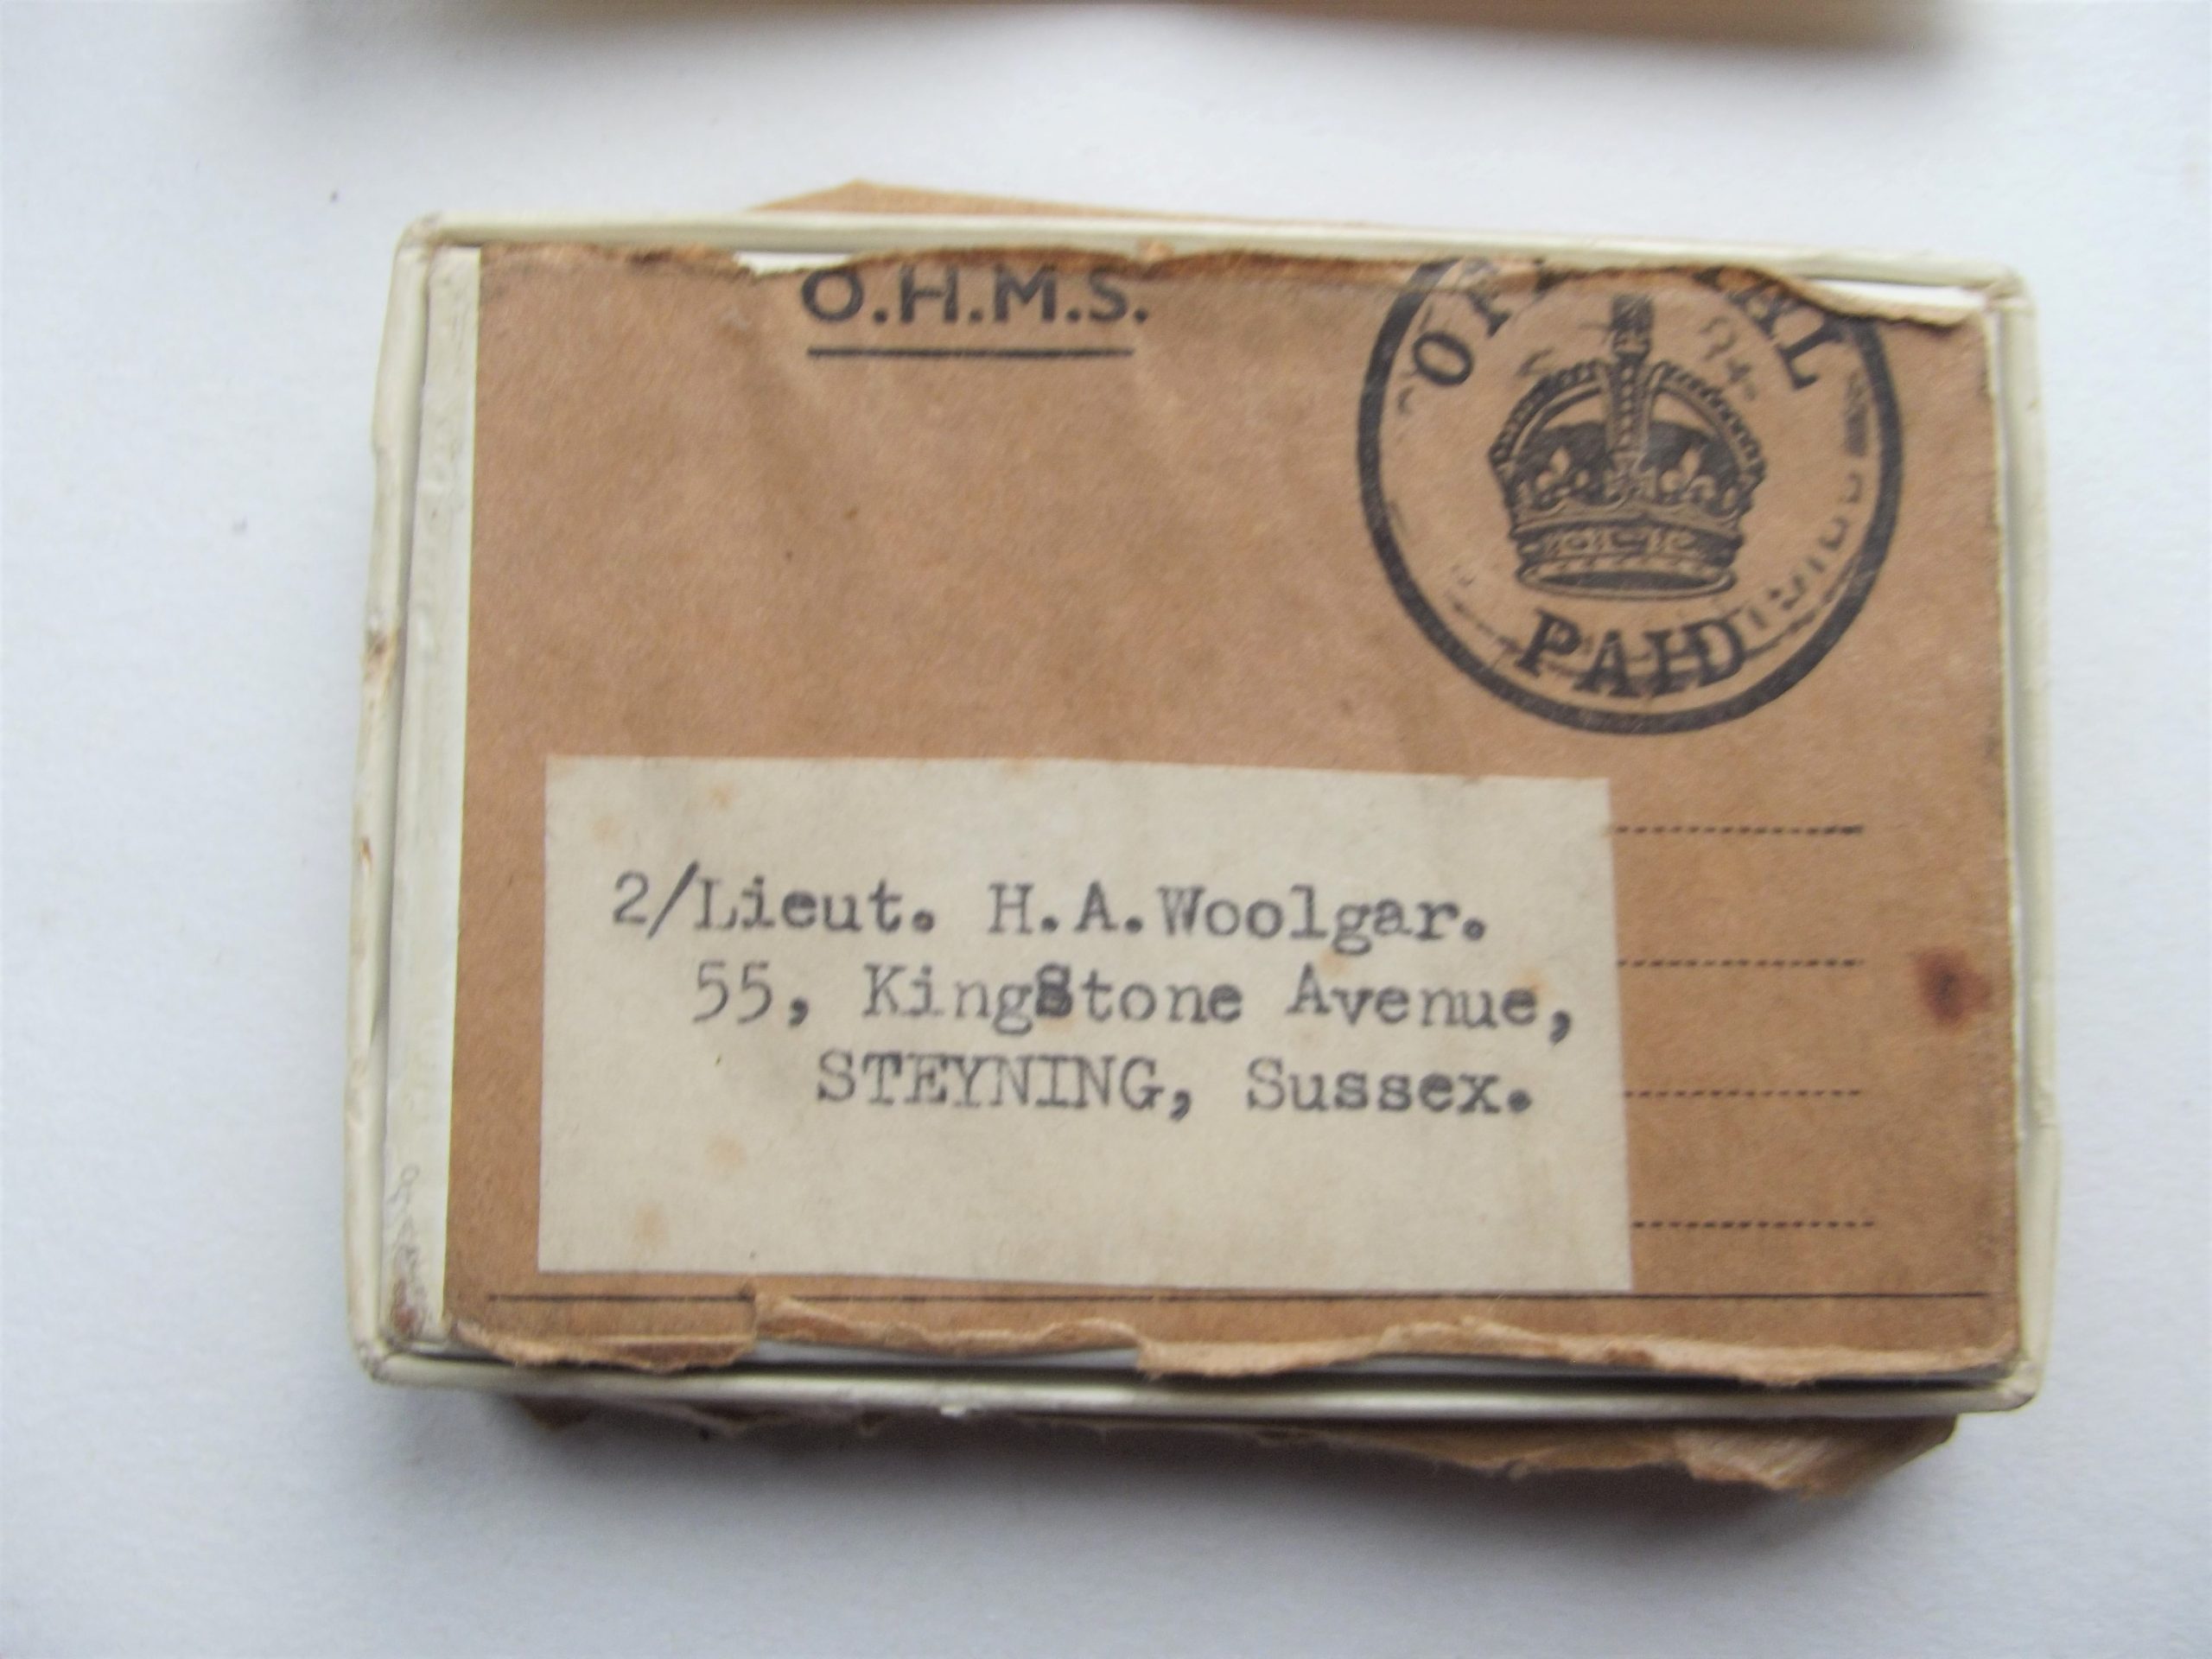 O.H.M.S.
PAID
2/Lieut. H.A.Woolgar.
55, KingStone Avenue,
STEYNING, Sussex.